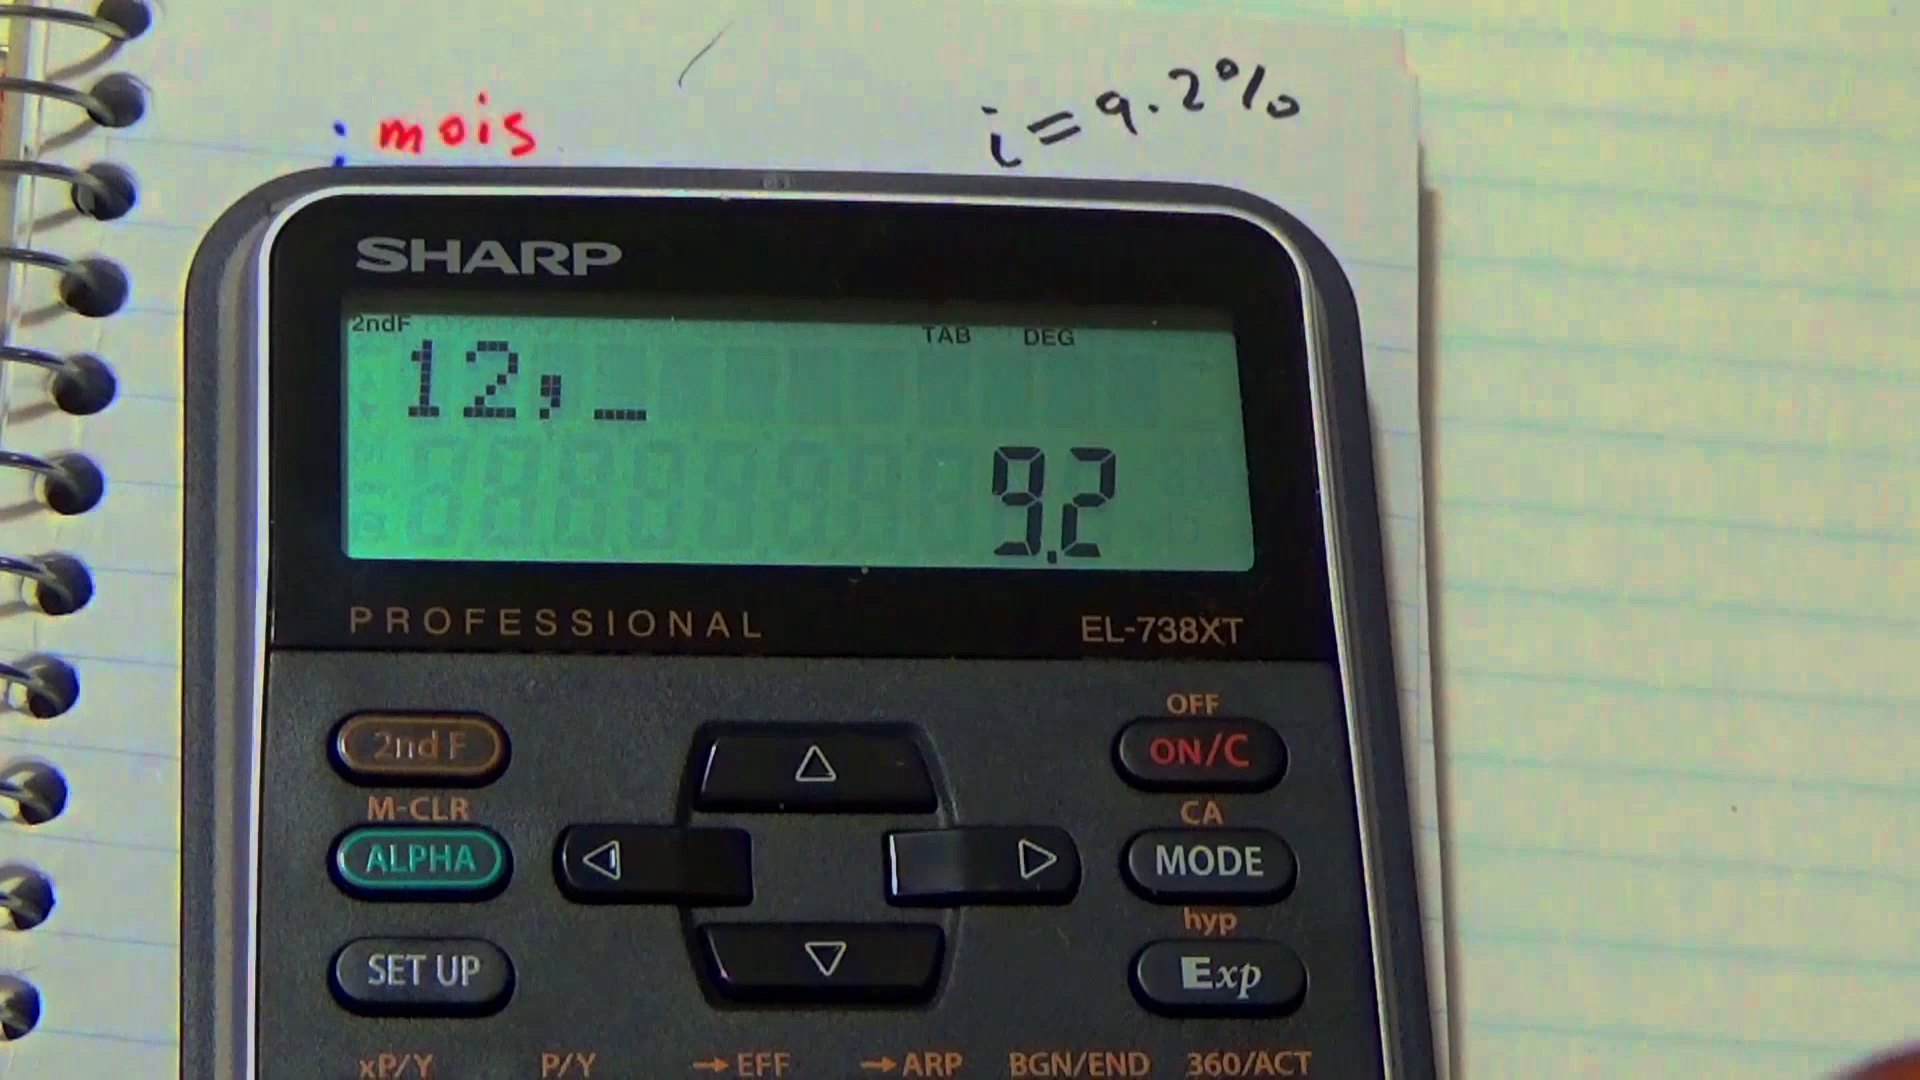 : mois
i = 9.2%
SHARP
2ndF TAB DEG
12,_
9.2
PROFESSIONAL EL-738XT
OFF
2nd F ON/C
M-CLR CA
ALPHA MODE
hyp
SET UP Exp
xP/Y P/Y →EFF →ARP BGN/END 360/ACT